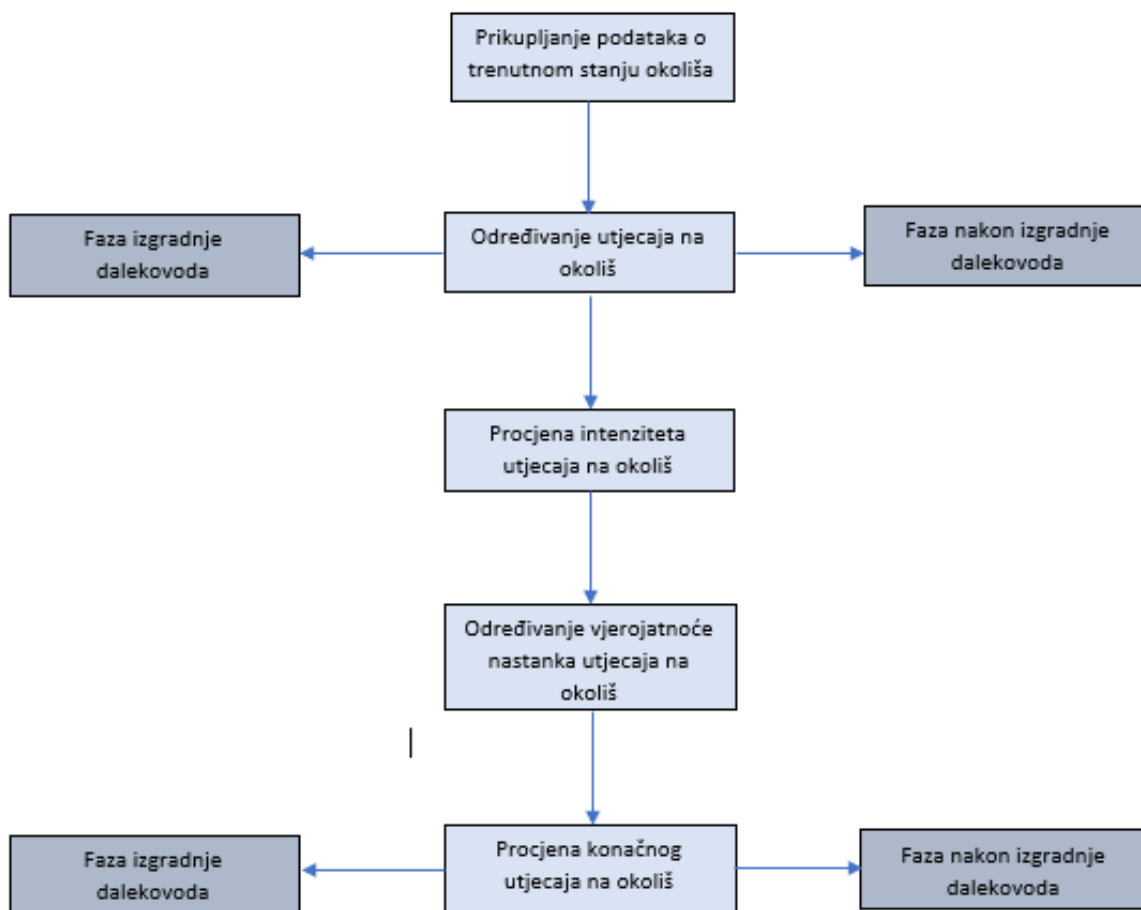 Prikupljanje podataka o
trenutnom stanju okoliša
Faza izgradnje
dalekovoda
Određivanje utjecaja na
okoliš
Faza nakon izgradnje
dalekovoda
Procjena intenziteta
utjecaja na okoliš
Određivanje vjerojatnoće
nastanka utjecaja na
okoliš
Faza izgradnje
dalekovoda
Procjena konačnog
utjecaja na okoliš
Faza nakon izgradnje
dalekovoda